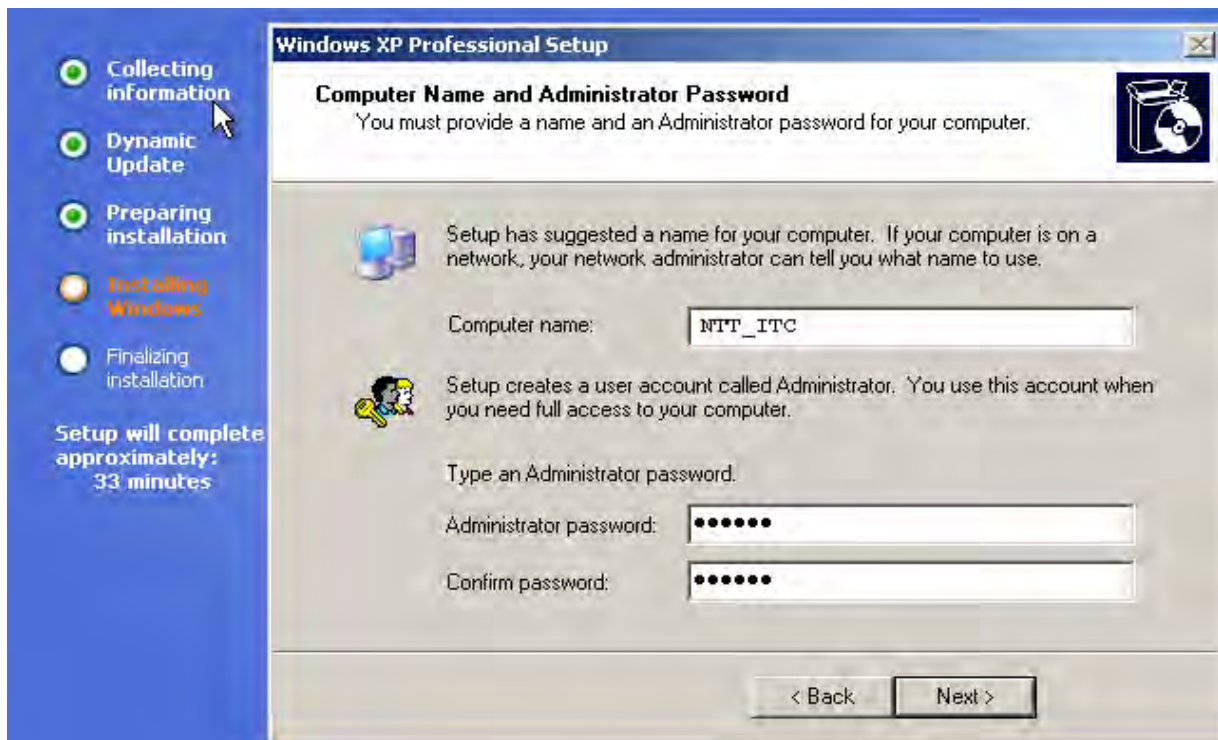 Collecting
information
Dynamic
Update
Preparing
installation
Installing
Windows
Finalizing
installation
Setup will complete
approximately:
33 minutes
Windows XP Professional Setup
Computer Name and Administrator Password
You must provide a name and an Administrator password for your computer.
Setup has suggested a name for your computer. If your computer is on a
network, your network administrator can tell you what name to use.
Computer name: NTT_ITC
Setup creates a user account called Administrator. You use this account when
you need full access to your computer.
Type an Administrator password.
Administrator password: ●●●●●●
Confirm password: ●●●●●●
< Back Next >